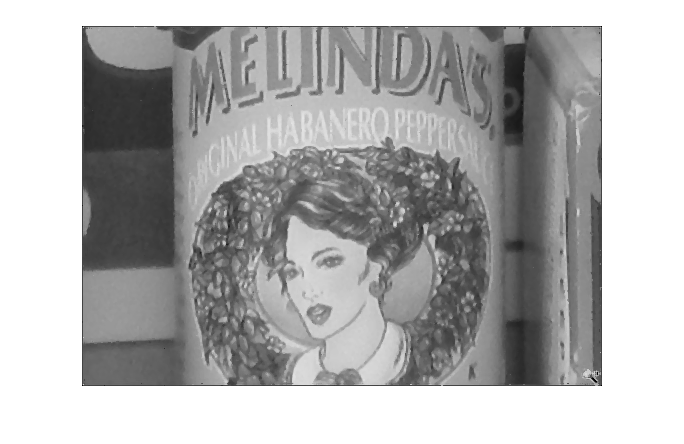 MELINDA'S
ORIGINAL HABANERO PEPPER SAUCE
K